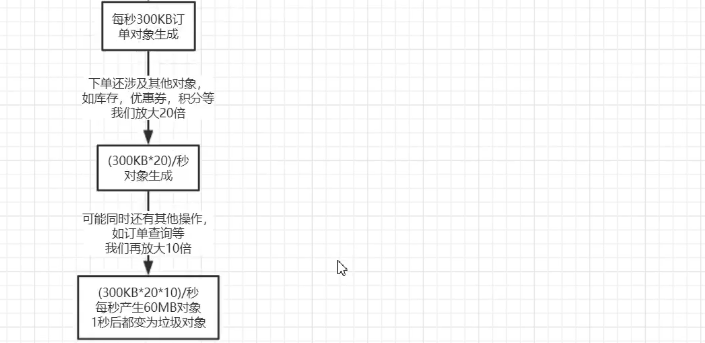 每秒300KB订
单对象生成
下单还涉及其他对象，
如库存，优惠券，积分等
我们放大20倍
(300KB*20)/秒
对象生成
可能同时还有其他操作，
如订单查询等
我们再放大10倍
(300KB*20*10)/秒
每秒产生60MB对象
1秒后都变为垃圾对象